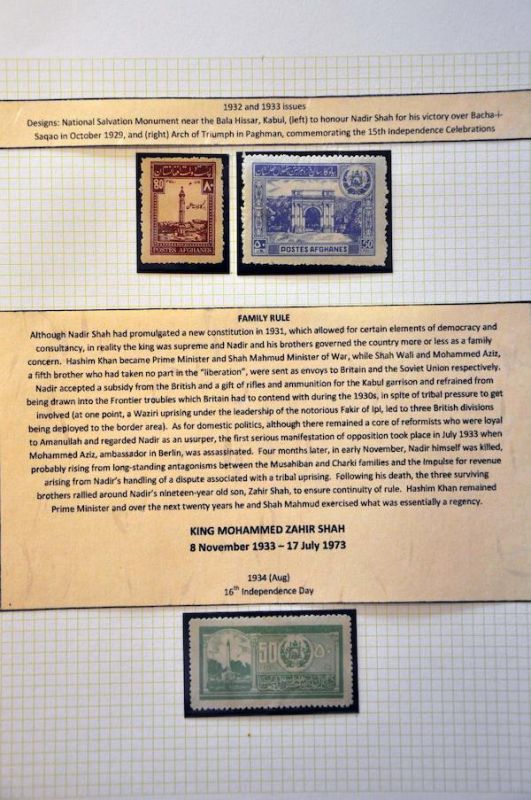 1932 and 1933 issues
Designs: National Salvation Monument near the Bala Hissar, Kabul, (left) to honour Nadir Shah for his victory over Bacha-i-
Saqao in October 1929, and (right) Arch of Triumph in Paghman, commemorating the 15th Independence Celebrations
80 ٨٠
POSTES AFGHANES
٥٠ POSTES AFGHANES 50
FAMILY RULE
Although Nadir Shah had promulgated a new constitution in 1931, which allowed for certain elements of democracy and
consultancy, in reality the king was supreme and Nadir and his brothers governed the country more or less as a family
concern. Hashim Khan became Prime Minister and Shah Mahmud Minister of War, while Shah Wali and Mohammed Aziz,
a fifth brother who had taken no part in the "liberation", were sent as envoys to Britain and the Soviet Union respectively.
Nadir accepted a subsidy from the British and a gift of rifles and ammunition for the Kabul garrison and refrained from
being drawn into the Frontier troubles which Britain had to contend with during the 1930s, in spite of tribal pressure to get
involved (at one point, a Waziri uprising under the leadership of the notorious Fakir of Ipi, led to three British divisions
being deployed to the border area). As for domestic politics, although there remained a core of reformists who were loyal
to Amanullah and regarded Nadir as an usurper, the first serious manifestation of opposition took place in July 1933 when
Mohammed Aziz, ambassador in Berlin, was assassinated. Four months later, in early November, Nadir himself was killed,
probably rising from long-standing antagonisms between the Musahiban and Charki families and the Impulse for revenue
arising from Nadir's handling of a dispute associated with a tribal uprising. Following his death, the three surviving
brothers rallied around Nadir's nineteen-year old son, Zahir Shah, to ensure continuity of rule. Hashim Khan remained
Prime Minister and over the next twenty years he and Shah Mahmud exercised what was essentially a regency.
KING MOHAMMED ZAHIR SHAH
8 November 1933 – 17 July 1973
1934 (Aug)
16th Independence Day
50 ٥٠